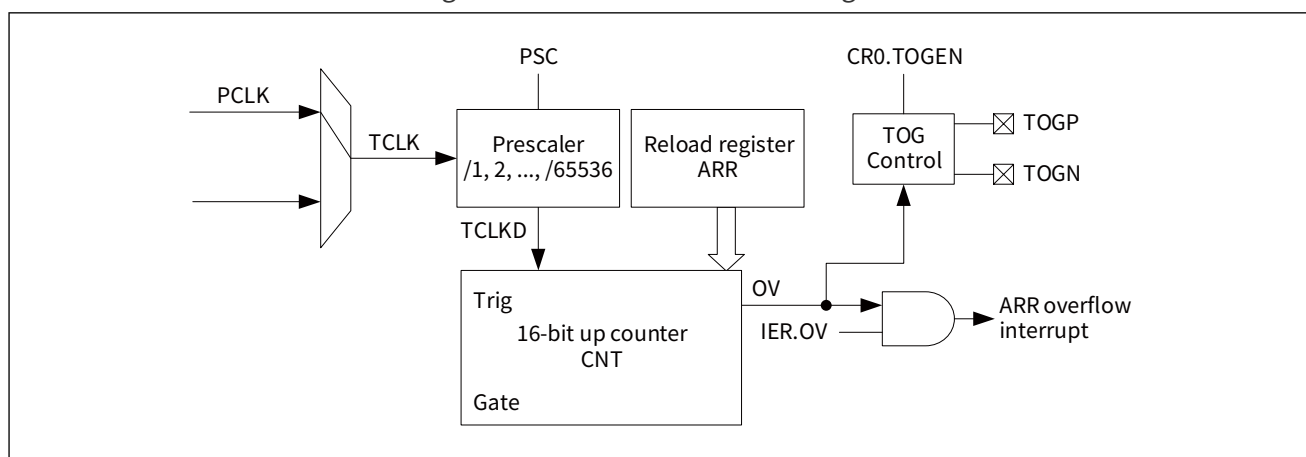 PSC
CR0.TOGEN
PCLK
TCLK
Prescaler
/1, 2, ..., /65536
Reload register
ARR
TOG
Control
TOGP
TOGN
TCLKD
Trig
16-bit up counter
CNT
Gate
OV
IER.OV
ARR overflow
interrupt